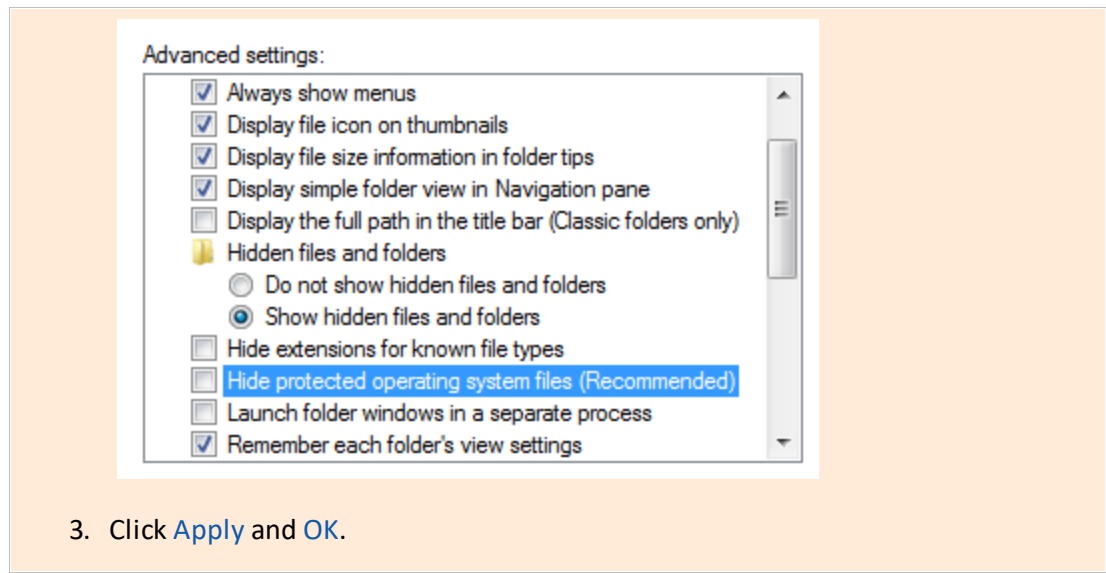 Advanced settings:
Always show menus
Display file icon on thumbnails
Display file size information in folder tips
Display simple folder view in Navigation pane
Display the full path in the title bar (Classic folders only)
Hidden files and folders
Do not show hidden files and folders
Show hidden files and folders
Hide extensions for known file types
Hide protected operating system files (Recommended)
Launch folder windows in a separate process
Remember each folder's view settings
3. Click Apply and OK.